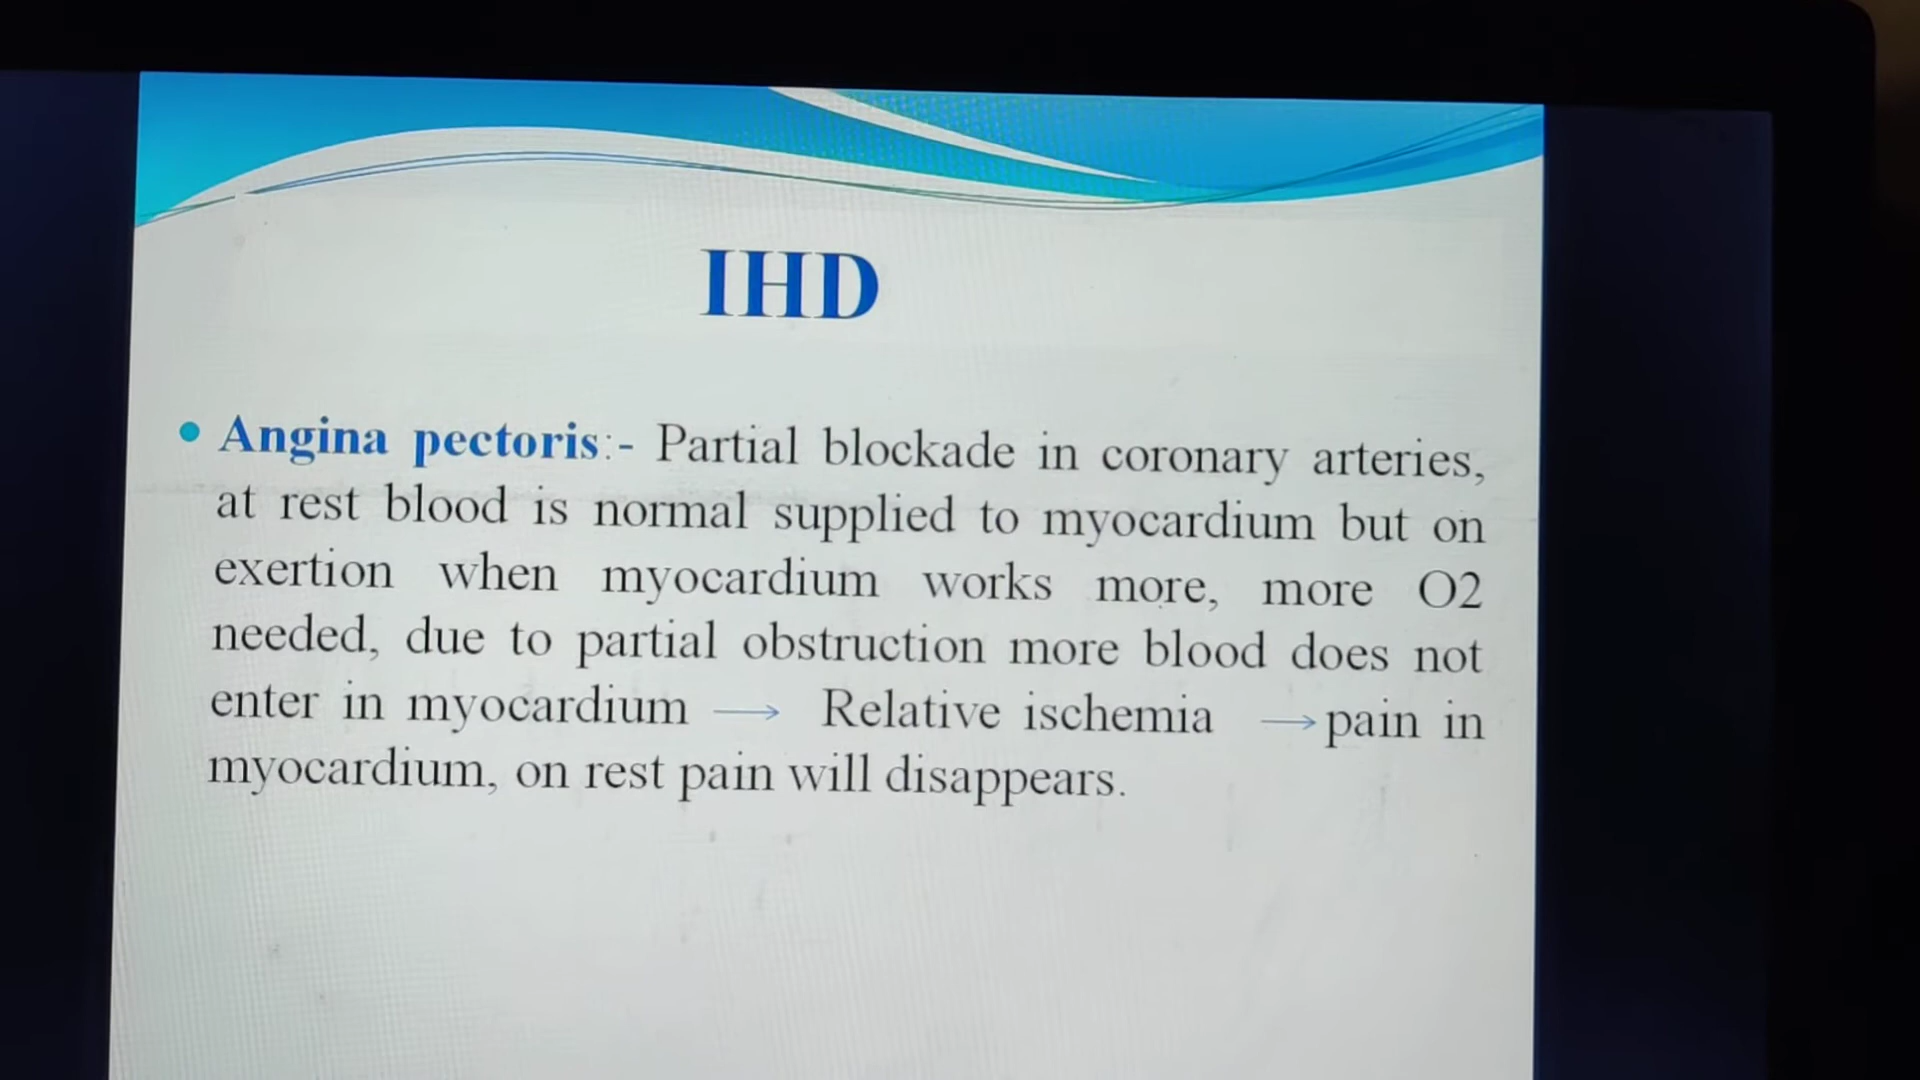 IHD
• Angina pectoris:- Partial blockade in coronary arteries,
at rest blood is normal supplied to myocardium but on
exertion when myocardium works more, more O2
needed, due to partial obstruction more blood does not
enter in myocardium → Relative ischemia → pain in
myocardium, on rest pain will disappears.